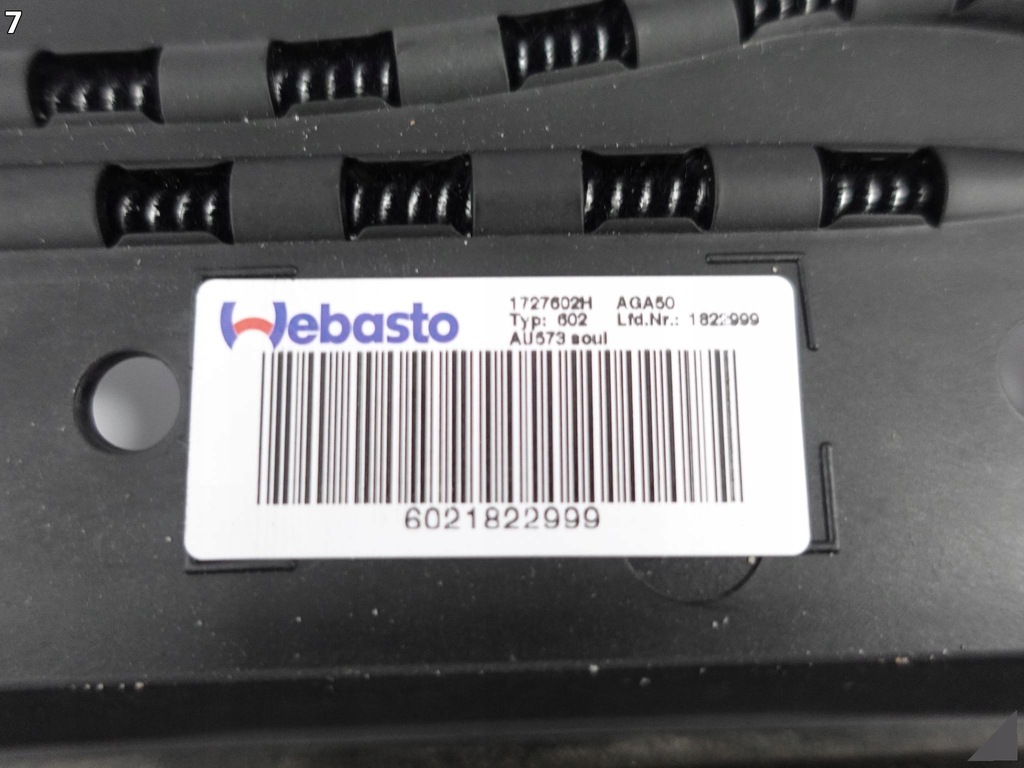 7
Webasto
1727602H AGA50
Typ: 602 Lfd.Nr.: 1822999
AU573 soul
6021822999